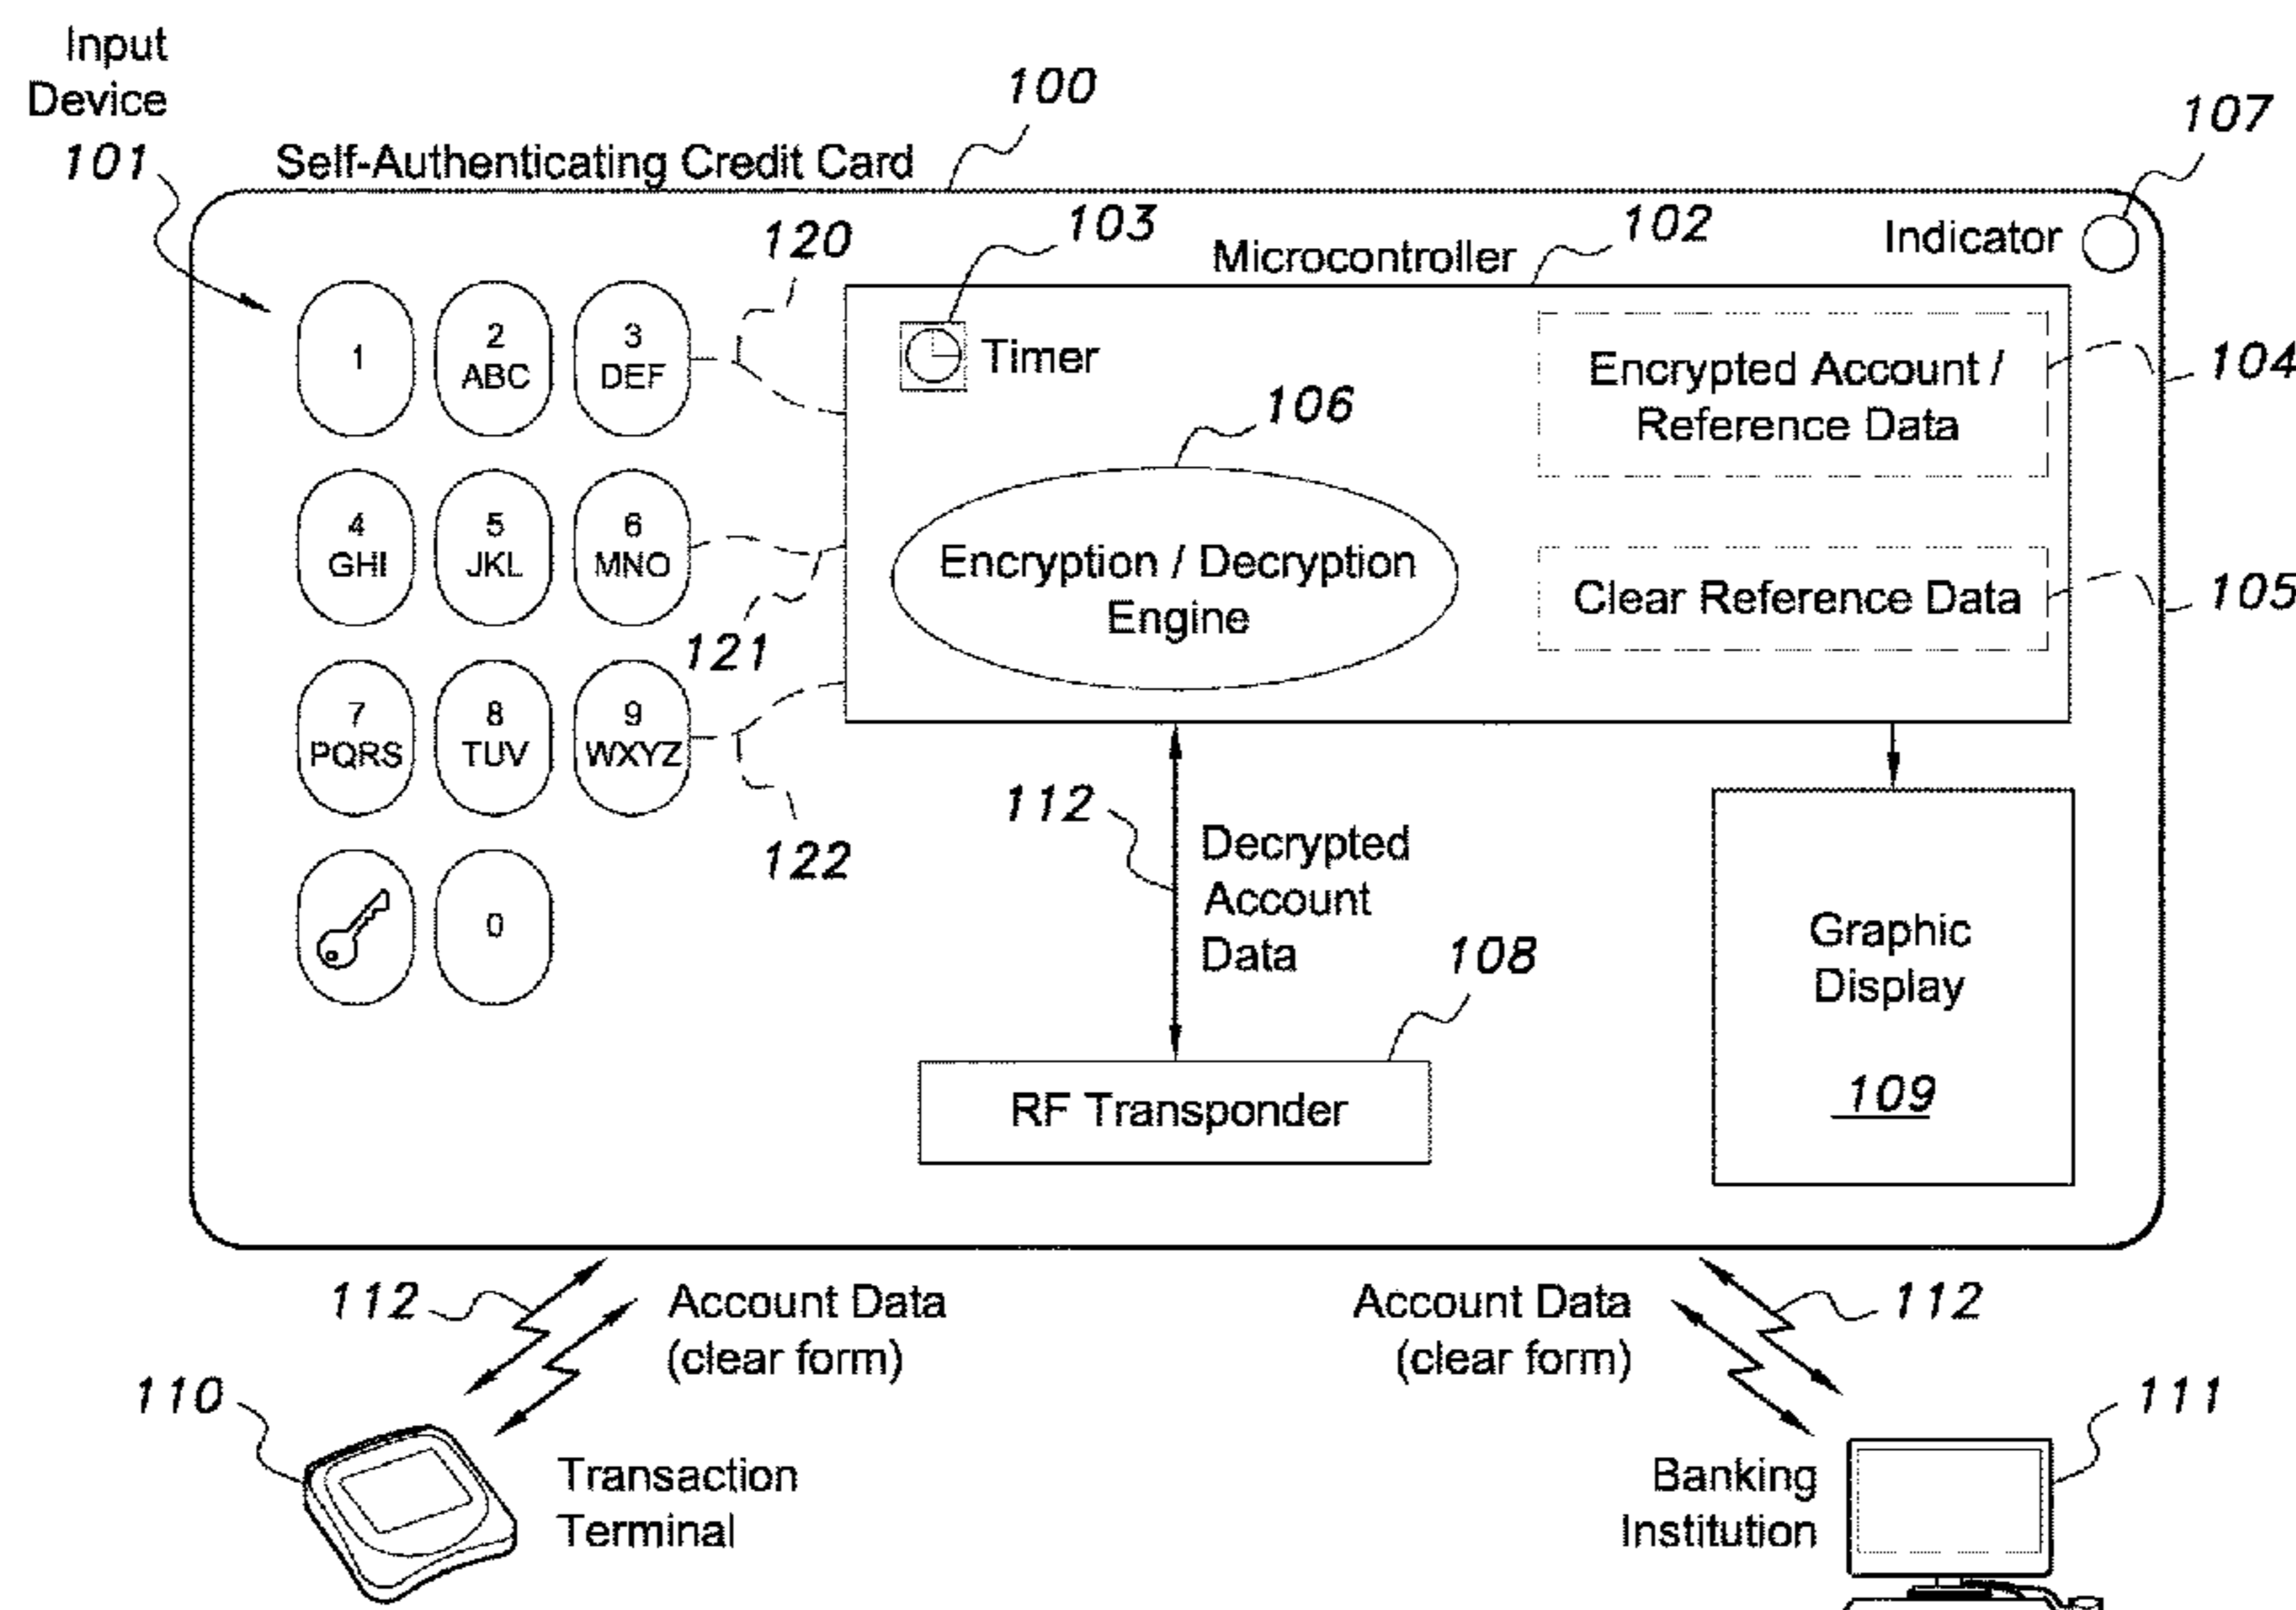 Input
Device
101
100
107
Self-Authenticating Credit Card
120
103
Microcontroller
102
Indicator
1
2
ABC
3
DEF
Timer
Encrypted Account /
Reference Data
104
106
4
GHI
5
JKL
6
MNO
Encryption / Decryption
Engine
Clear Reference Data
105
121
7
PQRS
8
TUV
9
WXYZ
122
112
Decrypted
Account
Data
0
108
Graphic
Display
109
RF Transponder
112
Account Data
(clear form)
Account Data
(clear form)
112
110
Transaction
Terminal
Banking
Institution
111